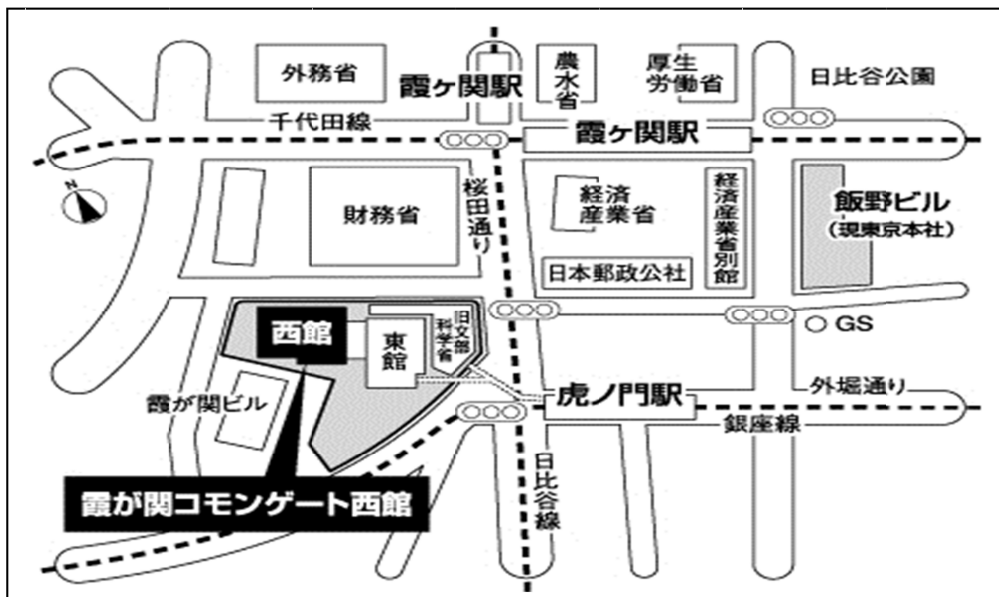 外務省
霞ヶ関駅
農水省
厚生
労働省
日比谷公園
千代田線
霞ヶ関駅
N
財務省
桜田通り
経済
産業省
経済産業省別館
飯野ビル
(現東京本社)
日本郵政公社
西館
東館
旧文部
科学省
GS
霞が関ビル
虎ノ門駅
外堀通り
銀座線
霞が関コモンゲート西館
日比谷線